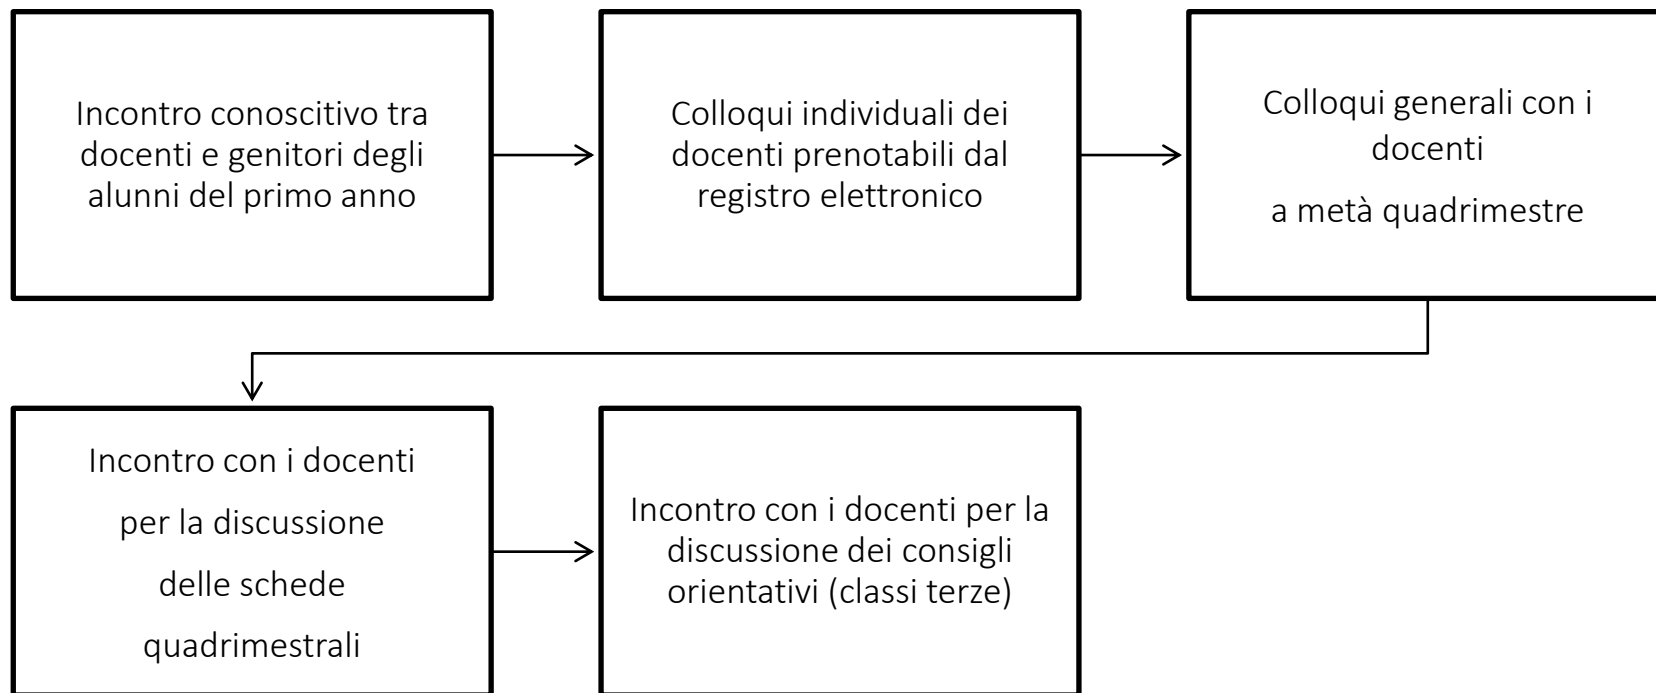 Incontro conoscitivo tra
docenti e genitori degli
alunni del primo anno
Colloqui individuali dei
docenti prenotabili dal
registro elettronico
Colloqui generali con i
docenti
a metà quadrimestre
Incontro con i docenti
per la discussione
delle schede
quadrimestrali
Incontro con i docenti per la
discussione dei consigli
orientativi (classi terze)